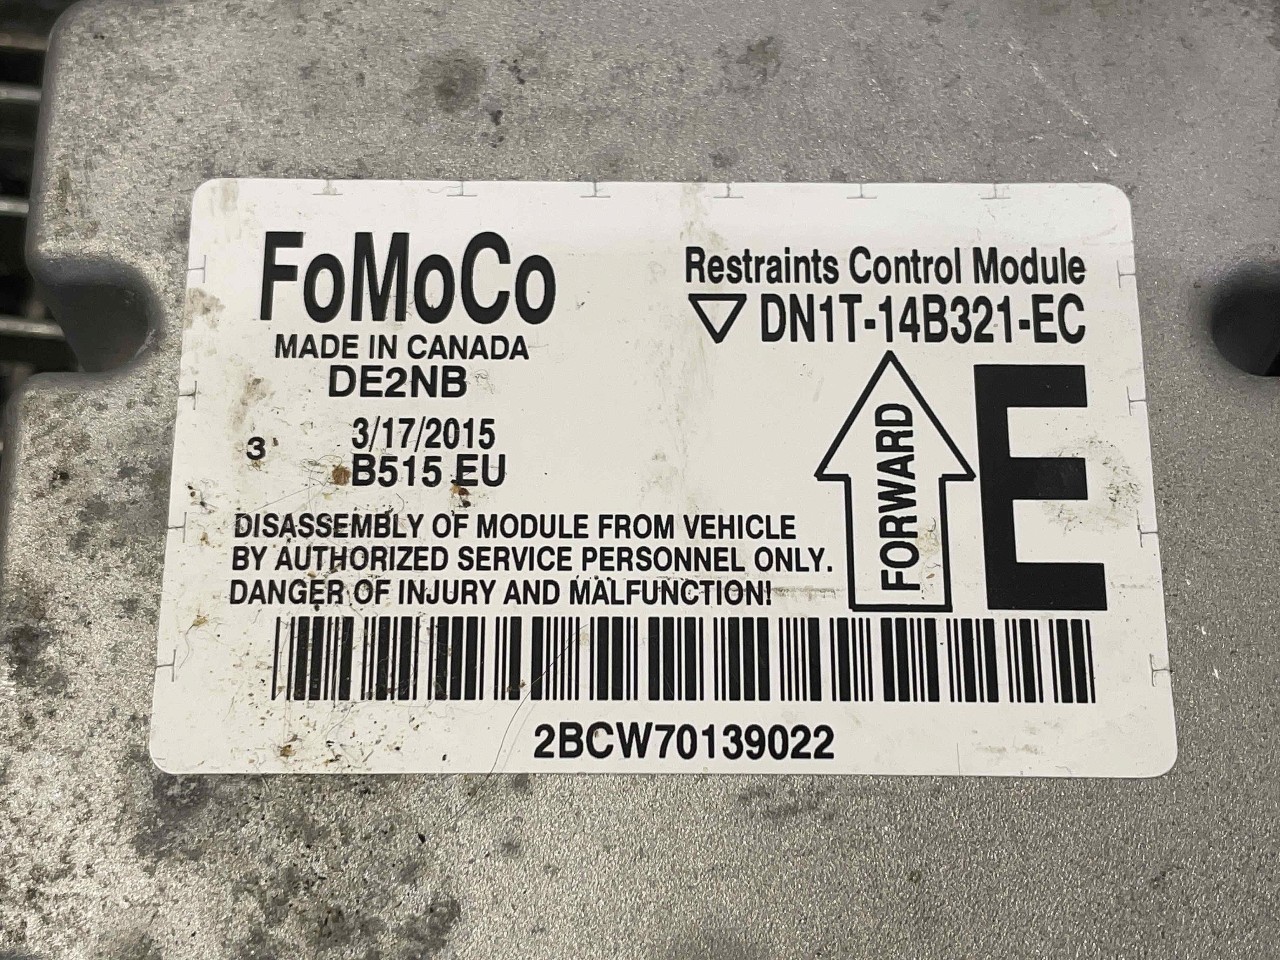 FoMoCo
MADE IN CANADA
DE2NB
3/17/2015
3
B515 EU
Restraints Control Module
DN1T-14B321-EC
FORWARD
E
DISASSEMBLY OF MODULE FROM VEHICLE
BY AUTHORIZED SERVICE PERSONNEL ONLY.
DANGER OF INJURY AND MALFUNCTION!
2BCW70139022